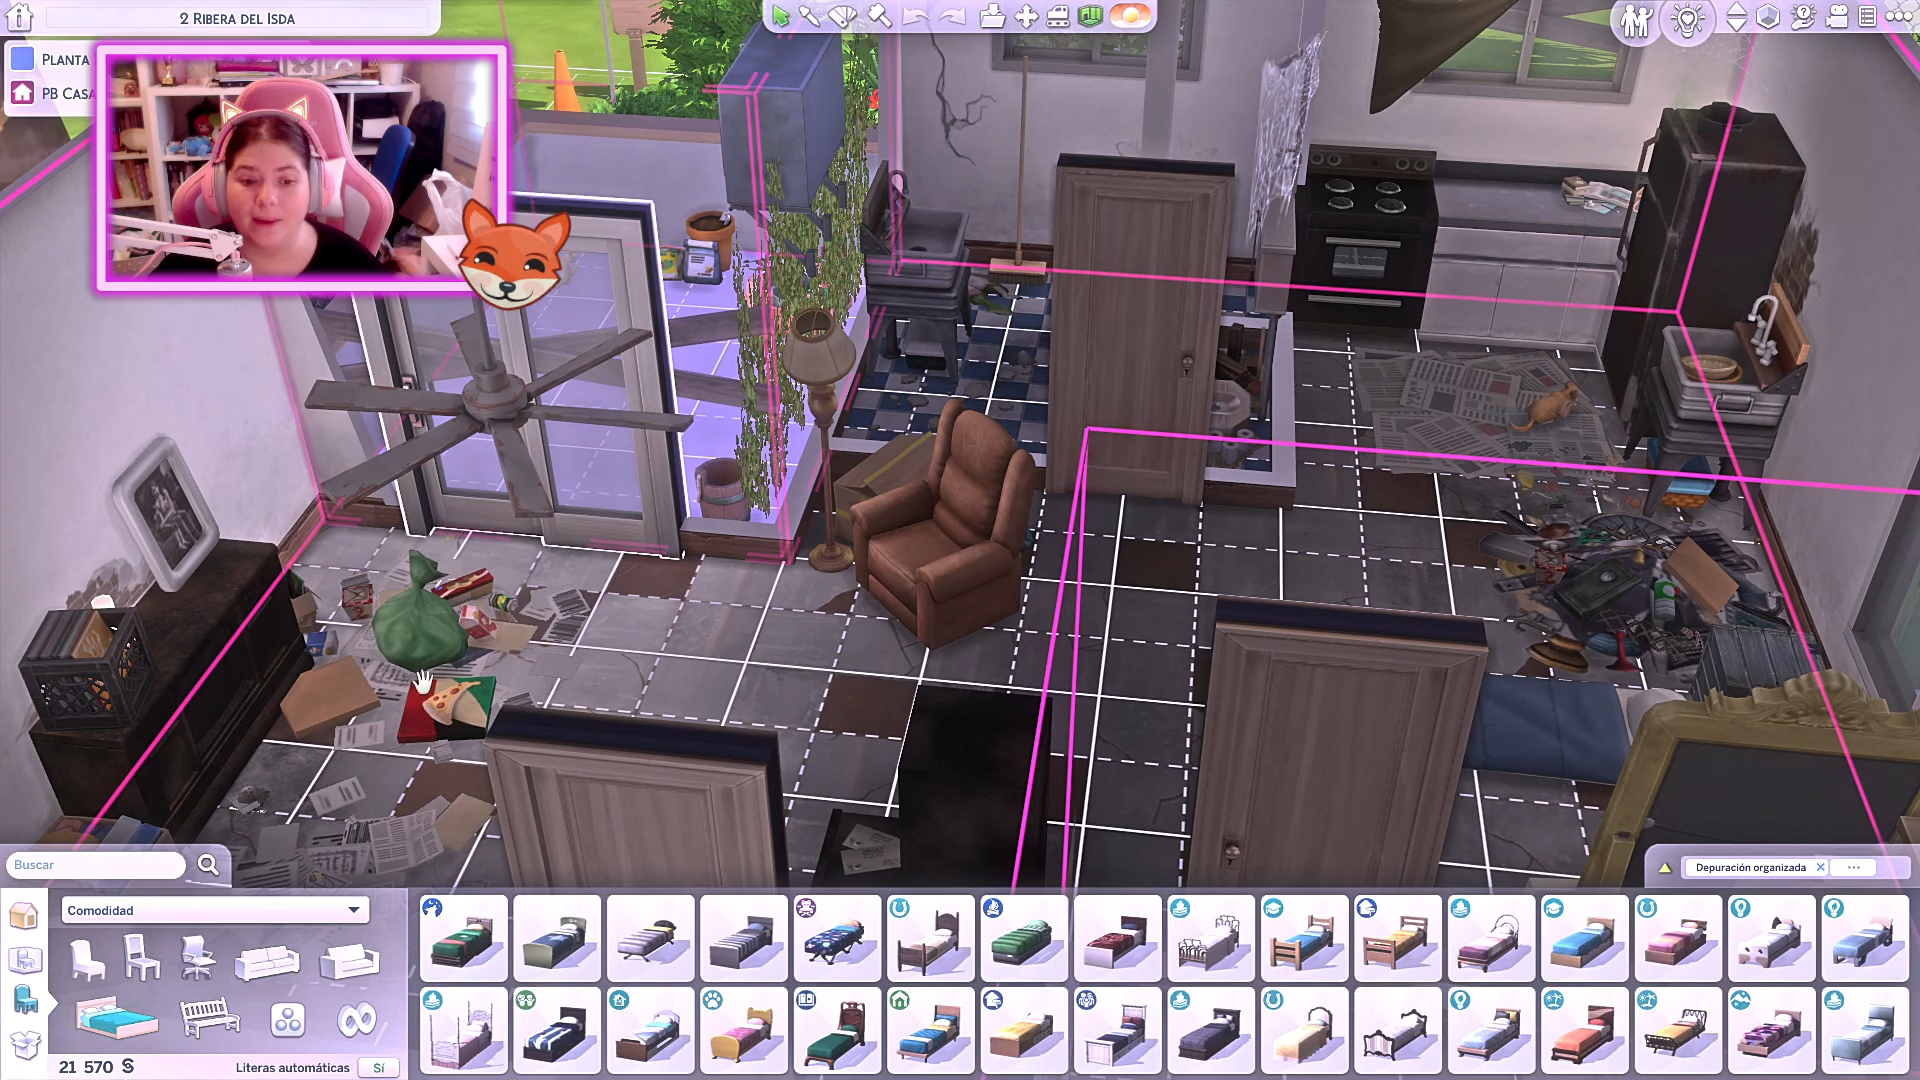 2 Ribera del Isda
Planta
PB Casa
Buscar
Depuración organizada
Comodidad
21 570
Literas automáticas
Sí